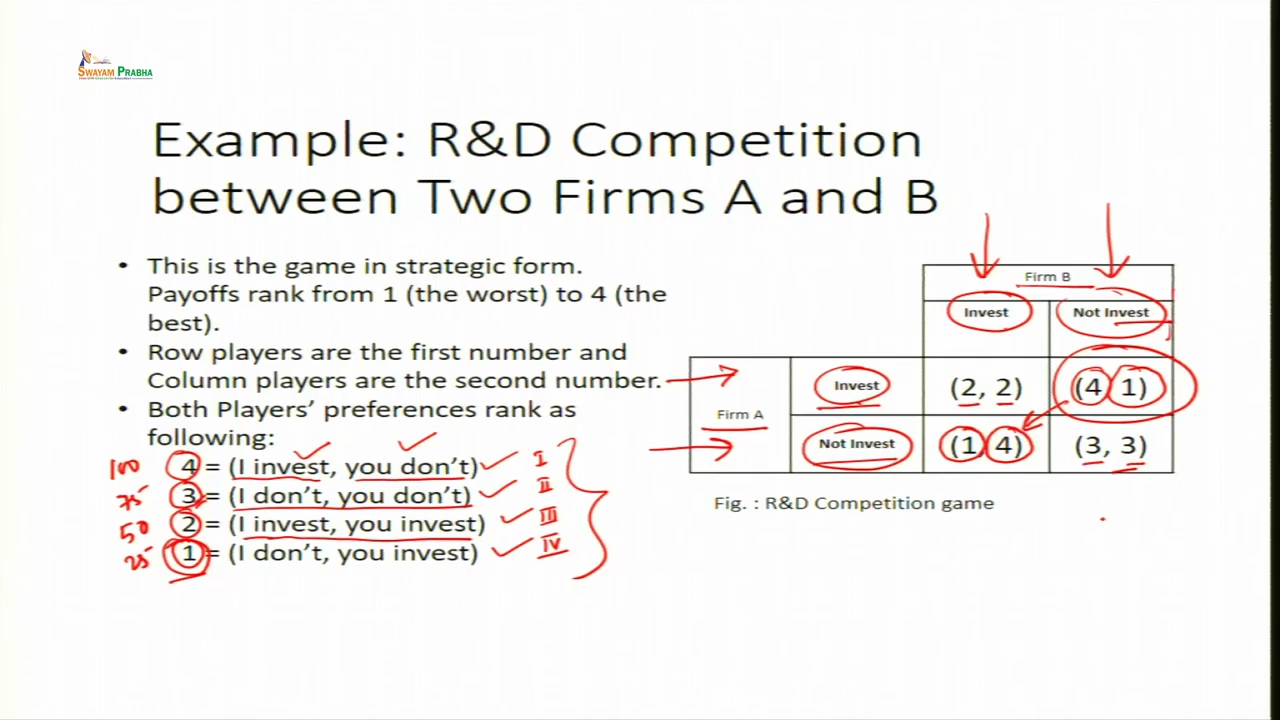 SWAYAM PRABHA
Example: R&D Competition
between Two Firms A and B
• This is the game in strategic form.
Payoffs rank from 1 (the worst) to 4 (the
best).
• Row players are the first number and
Column players are the second number.
• Both Players’ preferences rank as
following:
100 4 = (I invest, you don’t) I
75 3 = (I don’t, you don’t) II
50 2 = (I invest, you invest) III
25 1 = (I don’t, you invest) IV
Firm B
Invest Not Invest
Firm A
Invest (2, 2) (4 1)
Not Invest (1, 4) (3, 3)
Fig. : R&D Competition game